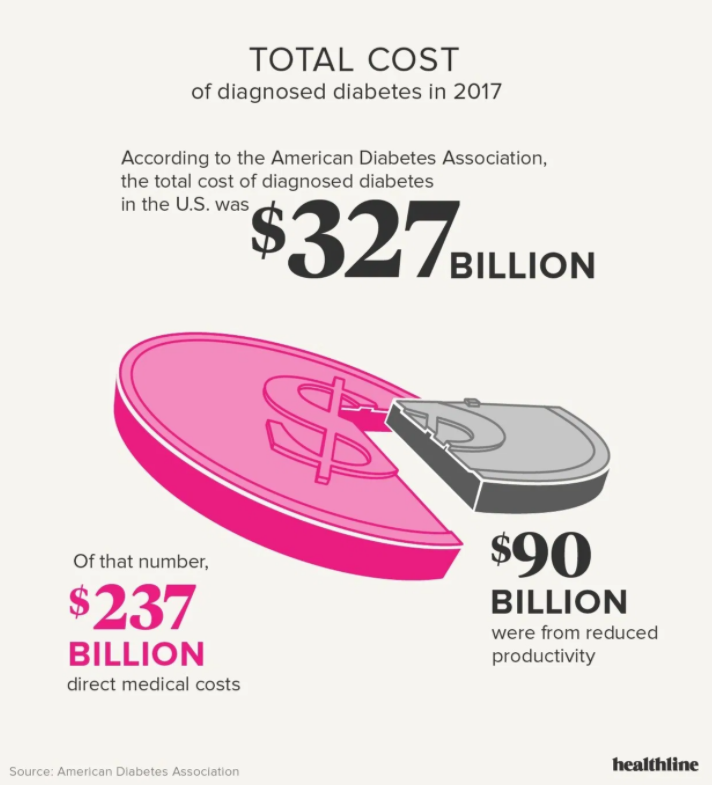 TOTAL COST
of diagnosed diabetes in 2017
According to the American Diabetes Association,
the total cost of diagnosed diabetes
in the U.S. was
$327 BILLION
Of that number,
$237
BILLION
direct medical costs
$90
BILLION
were from reduced
productivity
Source: American Diabetes Association
healthline